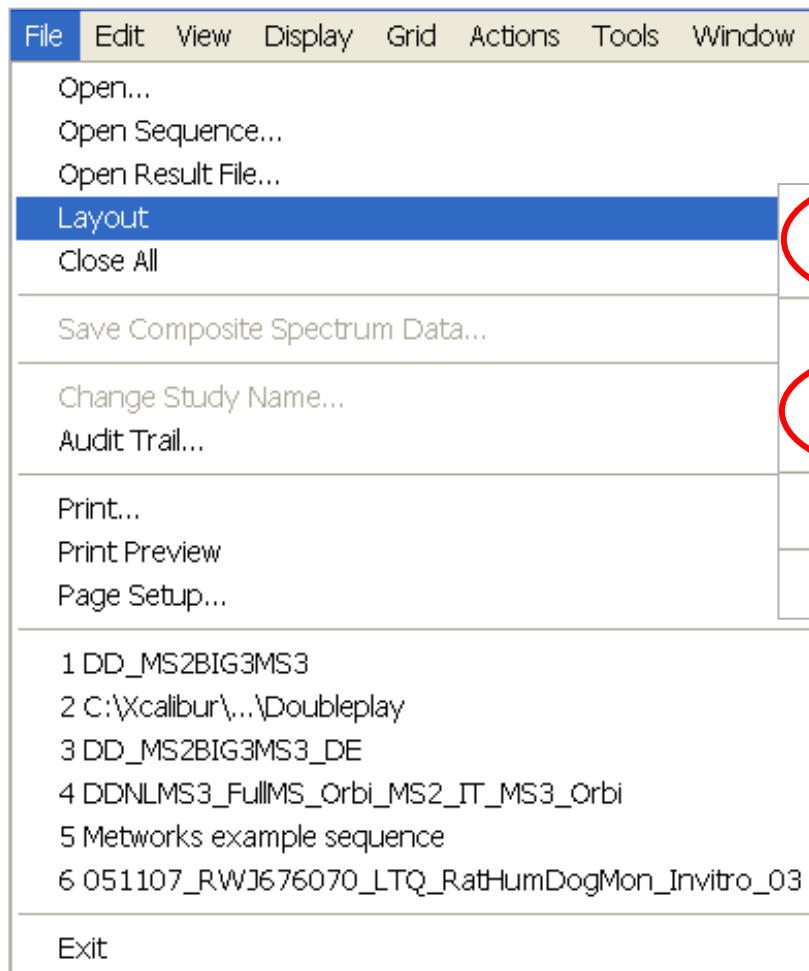 File Edit View Display Grid Actions Tools Window
Open...
Open Sequence...
Open Result File...
Layout
Close All
Save Composite Spectrum Data...
Change Study Name...
Audit Trail...
Print...
Print Preview
Page Setup...
1 DD_MS2BIG3MS3
2 C:\Xcalibur\...\Doubleplay
3 DD_MS2BIG3MS3_DE
4 DDNLMS3_FullMS_Orbi_MS2_IT_MS3_Orbi
5 Metworks example sequence
6 051107_RWJ676070_LTQ_RatHumDogMon_Invitro_03
Exit